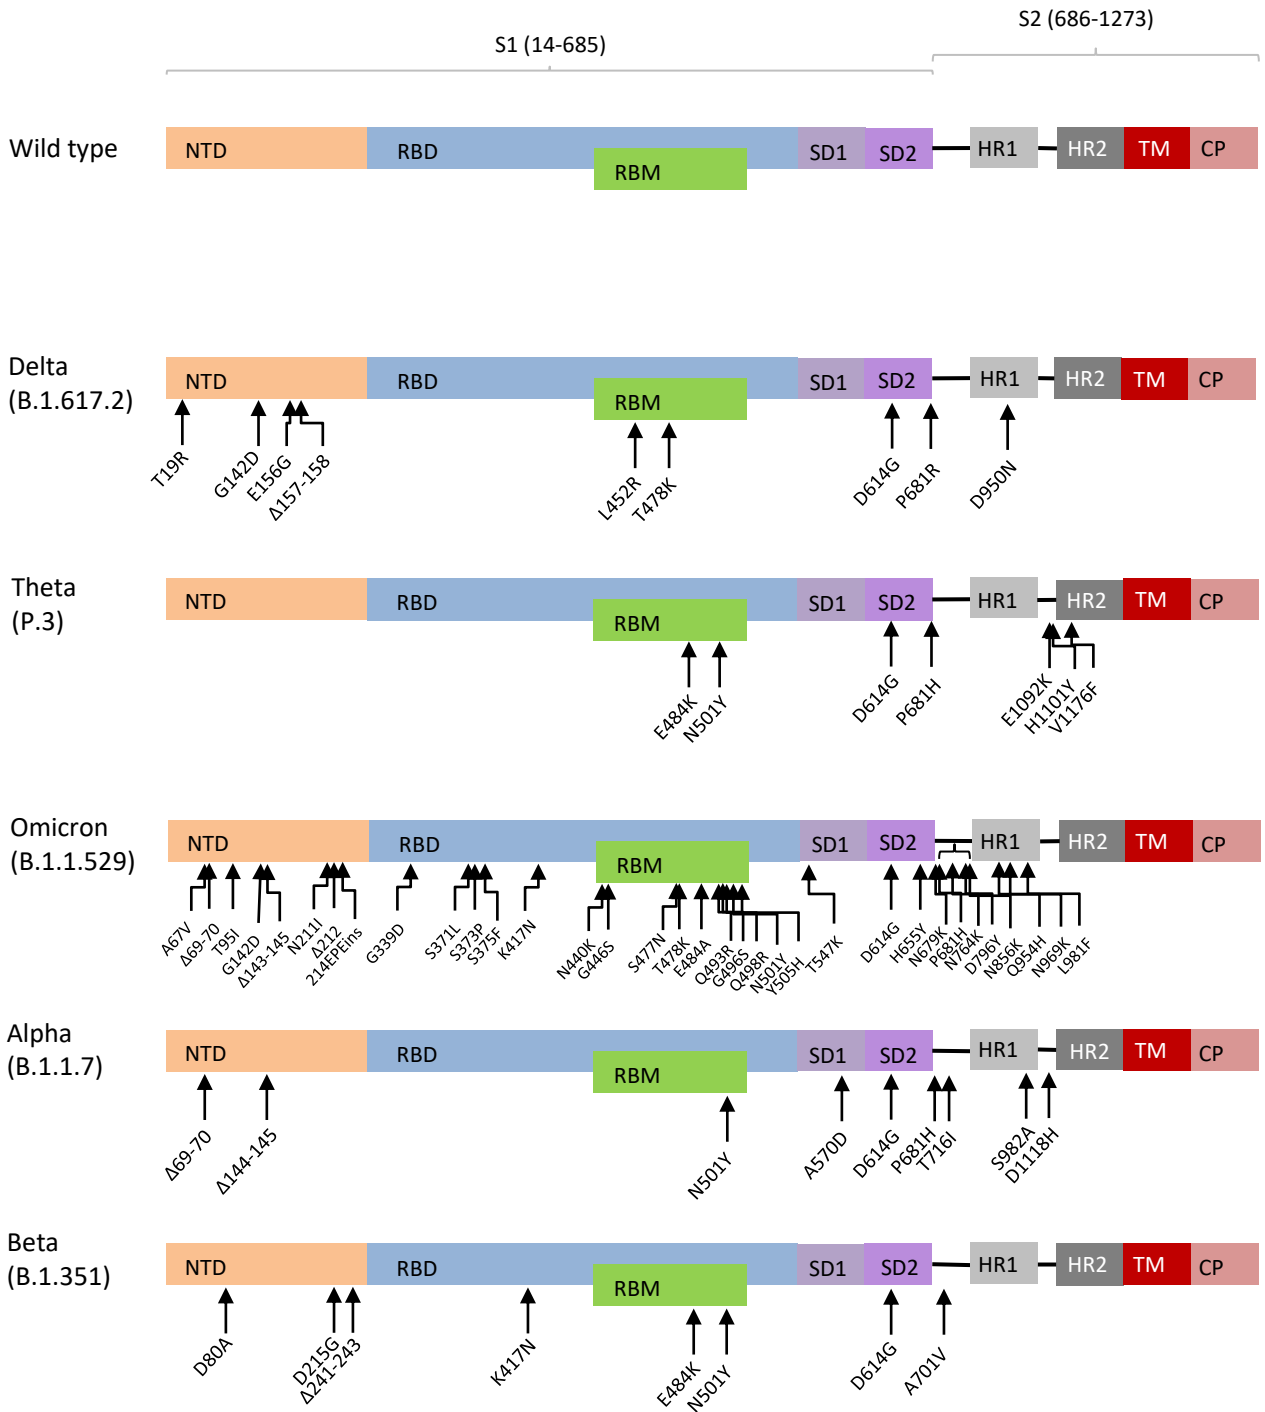 S1 (14-685)
S2 (686-1273)
Wild type
NTD
RBD
RBM
SD1
SD2
HR1
HR2
TM
CP
Delta
(B.1.617.2)
NTD
RBD
RBM
SD1
SD2
HR1
HR2
TM
CP
T19R
G142D
E156G
Δ157-158
L452R
T478K
D614G
P681R
D950N
Theta
(P.3)
NTD
RBD
RBM
SD1
SD2
HR1
HR2
TM
CP
E484K
N501Y
D614G
P681H
E1092K
H1101Y
V1176F
Omicron
(B.1.1.529)
NTD
RBD
RBM
SD1
SD2
HR1
HR2
TM
CP
A67V
Δ69-70
T95I
G142D
Δ143-145
N211I
Δ212
214EPEins
G339D
S371L
S373P
S375F
K417N
N440K
G446S
S477N
T478K
E484A
Q493R
G496S
Q498R
N501Y
Y505H
T547K
D614G
H655Y
N679K
P681H
N764K
D796Y
N856K
Q954H
N969K
L981F
Alpha
(B.1.1.7)
NTD
RBD
RBM
SD1
SD2
HR1
HR2
TM
CP
Δ69-70
Δ144-145
N501Y
A570D
D614G
P681H
T716I
S982A
D1118H
Beta
(B.1.351)
NTD
RBD
RBM
SD1
SD2
HR1
HR2
TM
CP
D80A
D215G
Δ241-243
K417N
E484K
N501Y
D614G
A701V